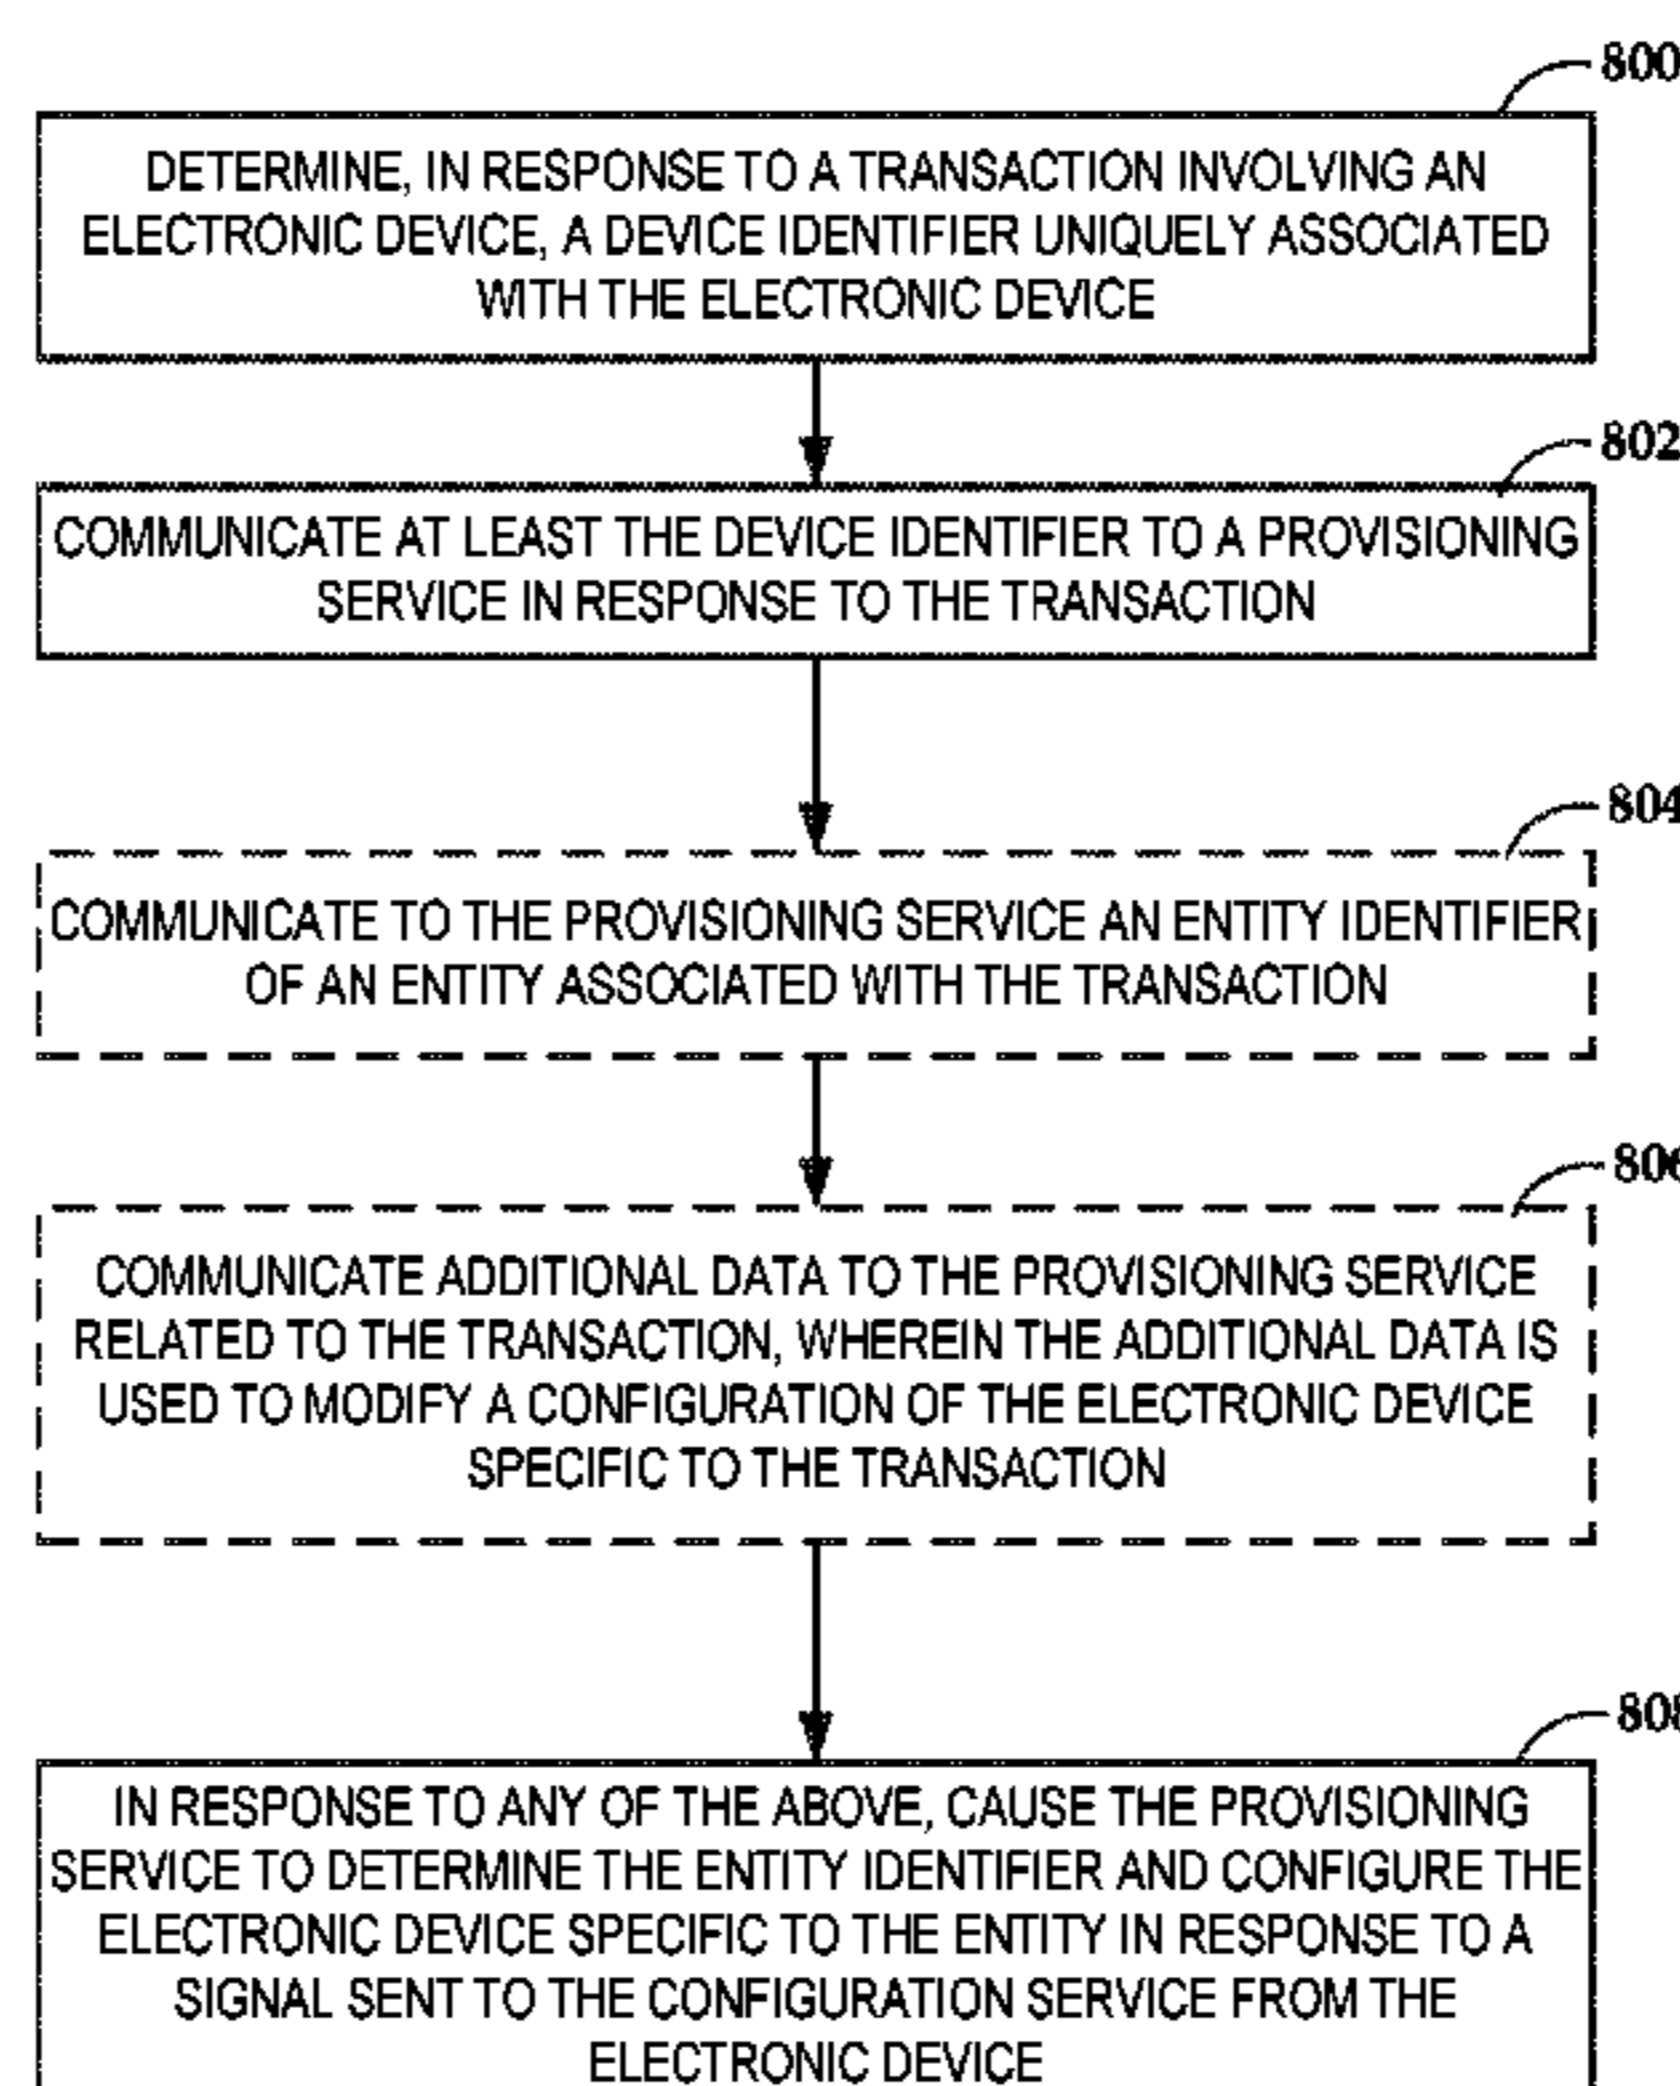 800
DETERMINE, IN RESPONSE TO A TRANSACTION INVOLVING AN
ELECTRONIC DEVICE, A DEVICE IDENTIFIER UNIQUELY ASSOCIATED
WITH THE ELECTRONIC DEVICE
802
COMMUNICATE AT LEAST THE DEVICE IDENTIFIER TO A PROVISIONING
SERVICE IN RESPONSE TO THE TRANSACTION
804
COMMUNICATE TO THE PROVISIONING SERVICE AN ENTITY IDENTIFIER
OF AN ENTITY ASSOCIATED WITH THE TRANSACTION
806
COMMUNICATE ADDITIONAL DATA TO THE PROVISIONING SERVICE
RELATED TO THE TRANSACTION, WHEREIN THE ADDITIONAL DATA IS
USED TO MODIFY A CONFIGURATION OF THE ELECTRONIC DEVICE
SPECIFIC TO THE TRANSACTION
808
IN RESPONSE TO ANY OF THE ABOVE, CAUSE THE PROVISIONING
SERVICE TO DETERMINE THE ENTITY IDENTIFIER AND CONFIGURE THE
ELECTRONIC DEVICE SPECIFIC TO THE ENTITY IN RESPONSE TO A
SIGNAL SENT TO THE CONFIGURATION SERVICE FROM THE
ELECTRONIC DEVICE